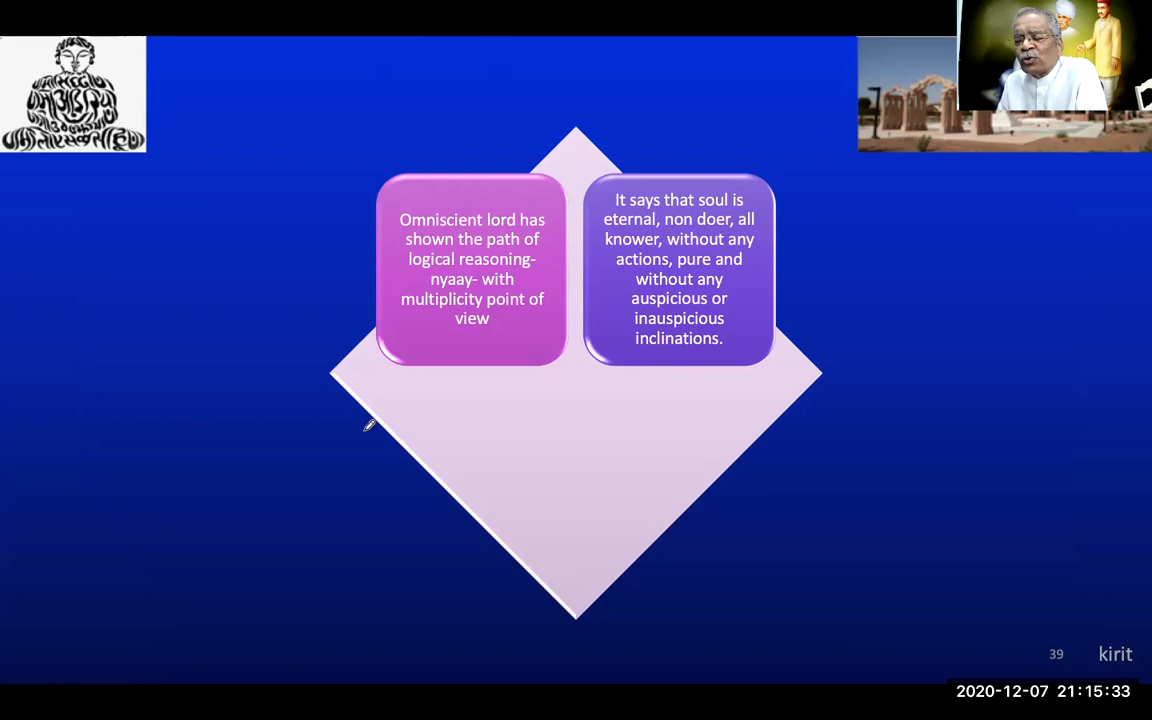 Omniscient lord has
shown the path of
logical reasoning-
nyaay- with
multiplicity point of
view
It says that soul is
eternal, non doer, all
knower, without any
actions, pure and
without any
auspicious or
inauspicious
inclinations.
39
kirit
2020-12-07 21:15:33